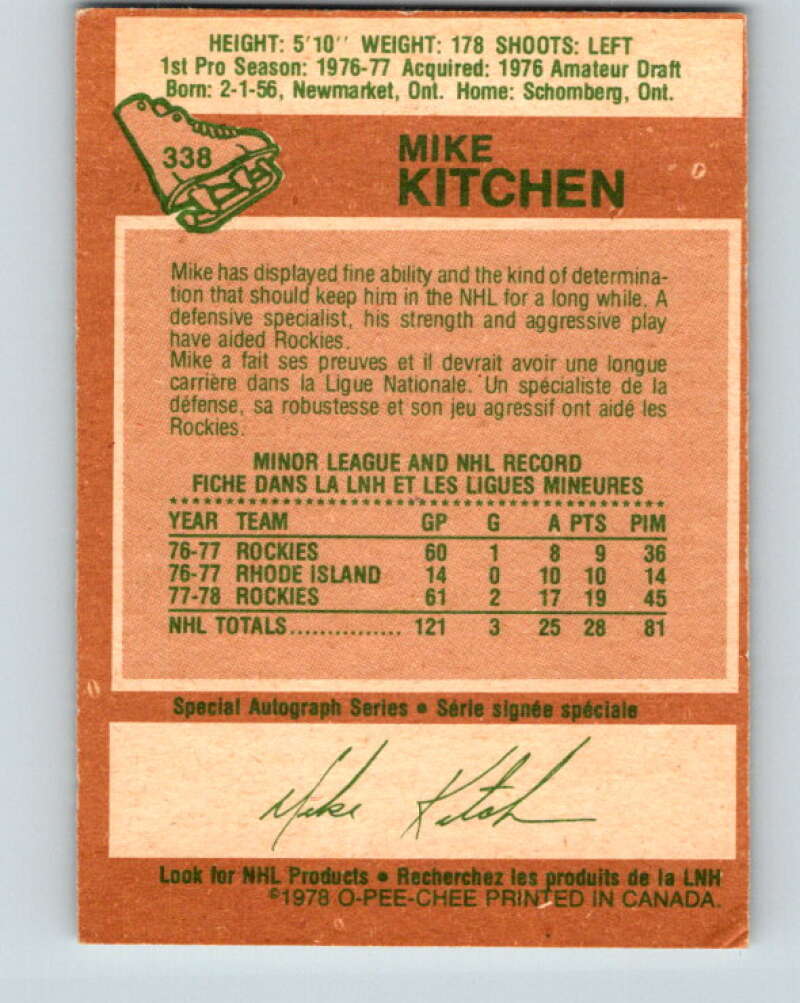 HEIGHT: 5'10'' WEIGHT: 178 SHOOTS: LEFT
1st Pro Season: 1976-77 Acquired: 1976 Amateur Draft
Born: 2-1-56, Newmarket, Ont. Home: Schomberg, Ont.
338
MIKE
KITCHEN
Mike has displayed fine ability and the kind of determina-
tion that should keep him in the NHL for a long while. A
defensive specialist, his strength and aggressive play
have aided Rockies.
Mike a fait ses preuves et il devrait avoir une longue
carrière dans la Ligue Nationale. Un spécialiste de la
défense, sa robustesse et son jeu agressif ont aidé les
Rockies.
MINOR LEAGUE AND NHL RECORD
FICHE DANS LA LNH ET LES LIGUES MINEURES
YEAR TEAM GP G A PTS PIM
76-77 ROCKIES 60 1 8 9 36
76-77 RHODE ISLAND 14 0 10 10 14
77-78 ROCKIES 61 2 17 19 45
NHL TOTALS............... 121 3 25 28 81
Special Autograph Series • Série signée spéciale
Mike Kitch
Look for NHL Products • Recherchez les produits de la LNH
©1978 O-PEE-CHEE PRINTED IN CANADA.